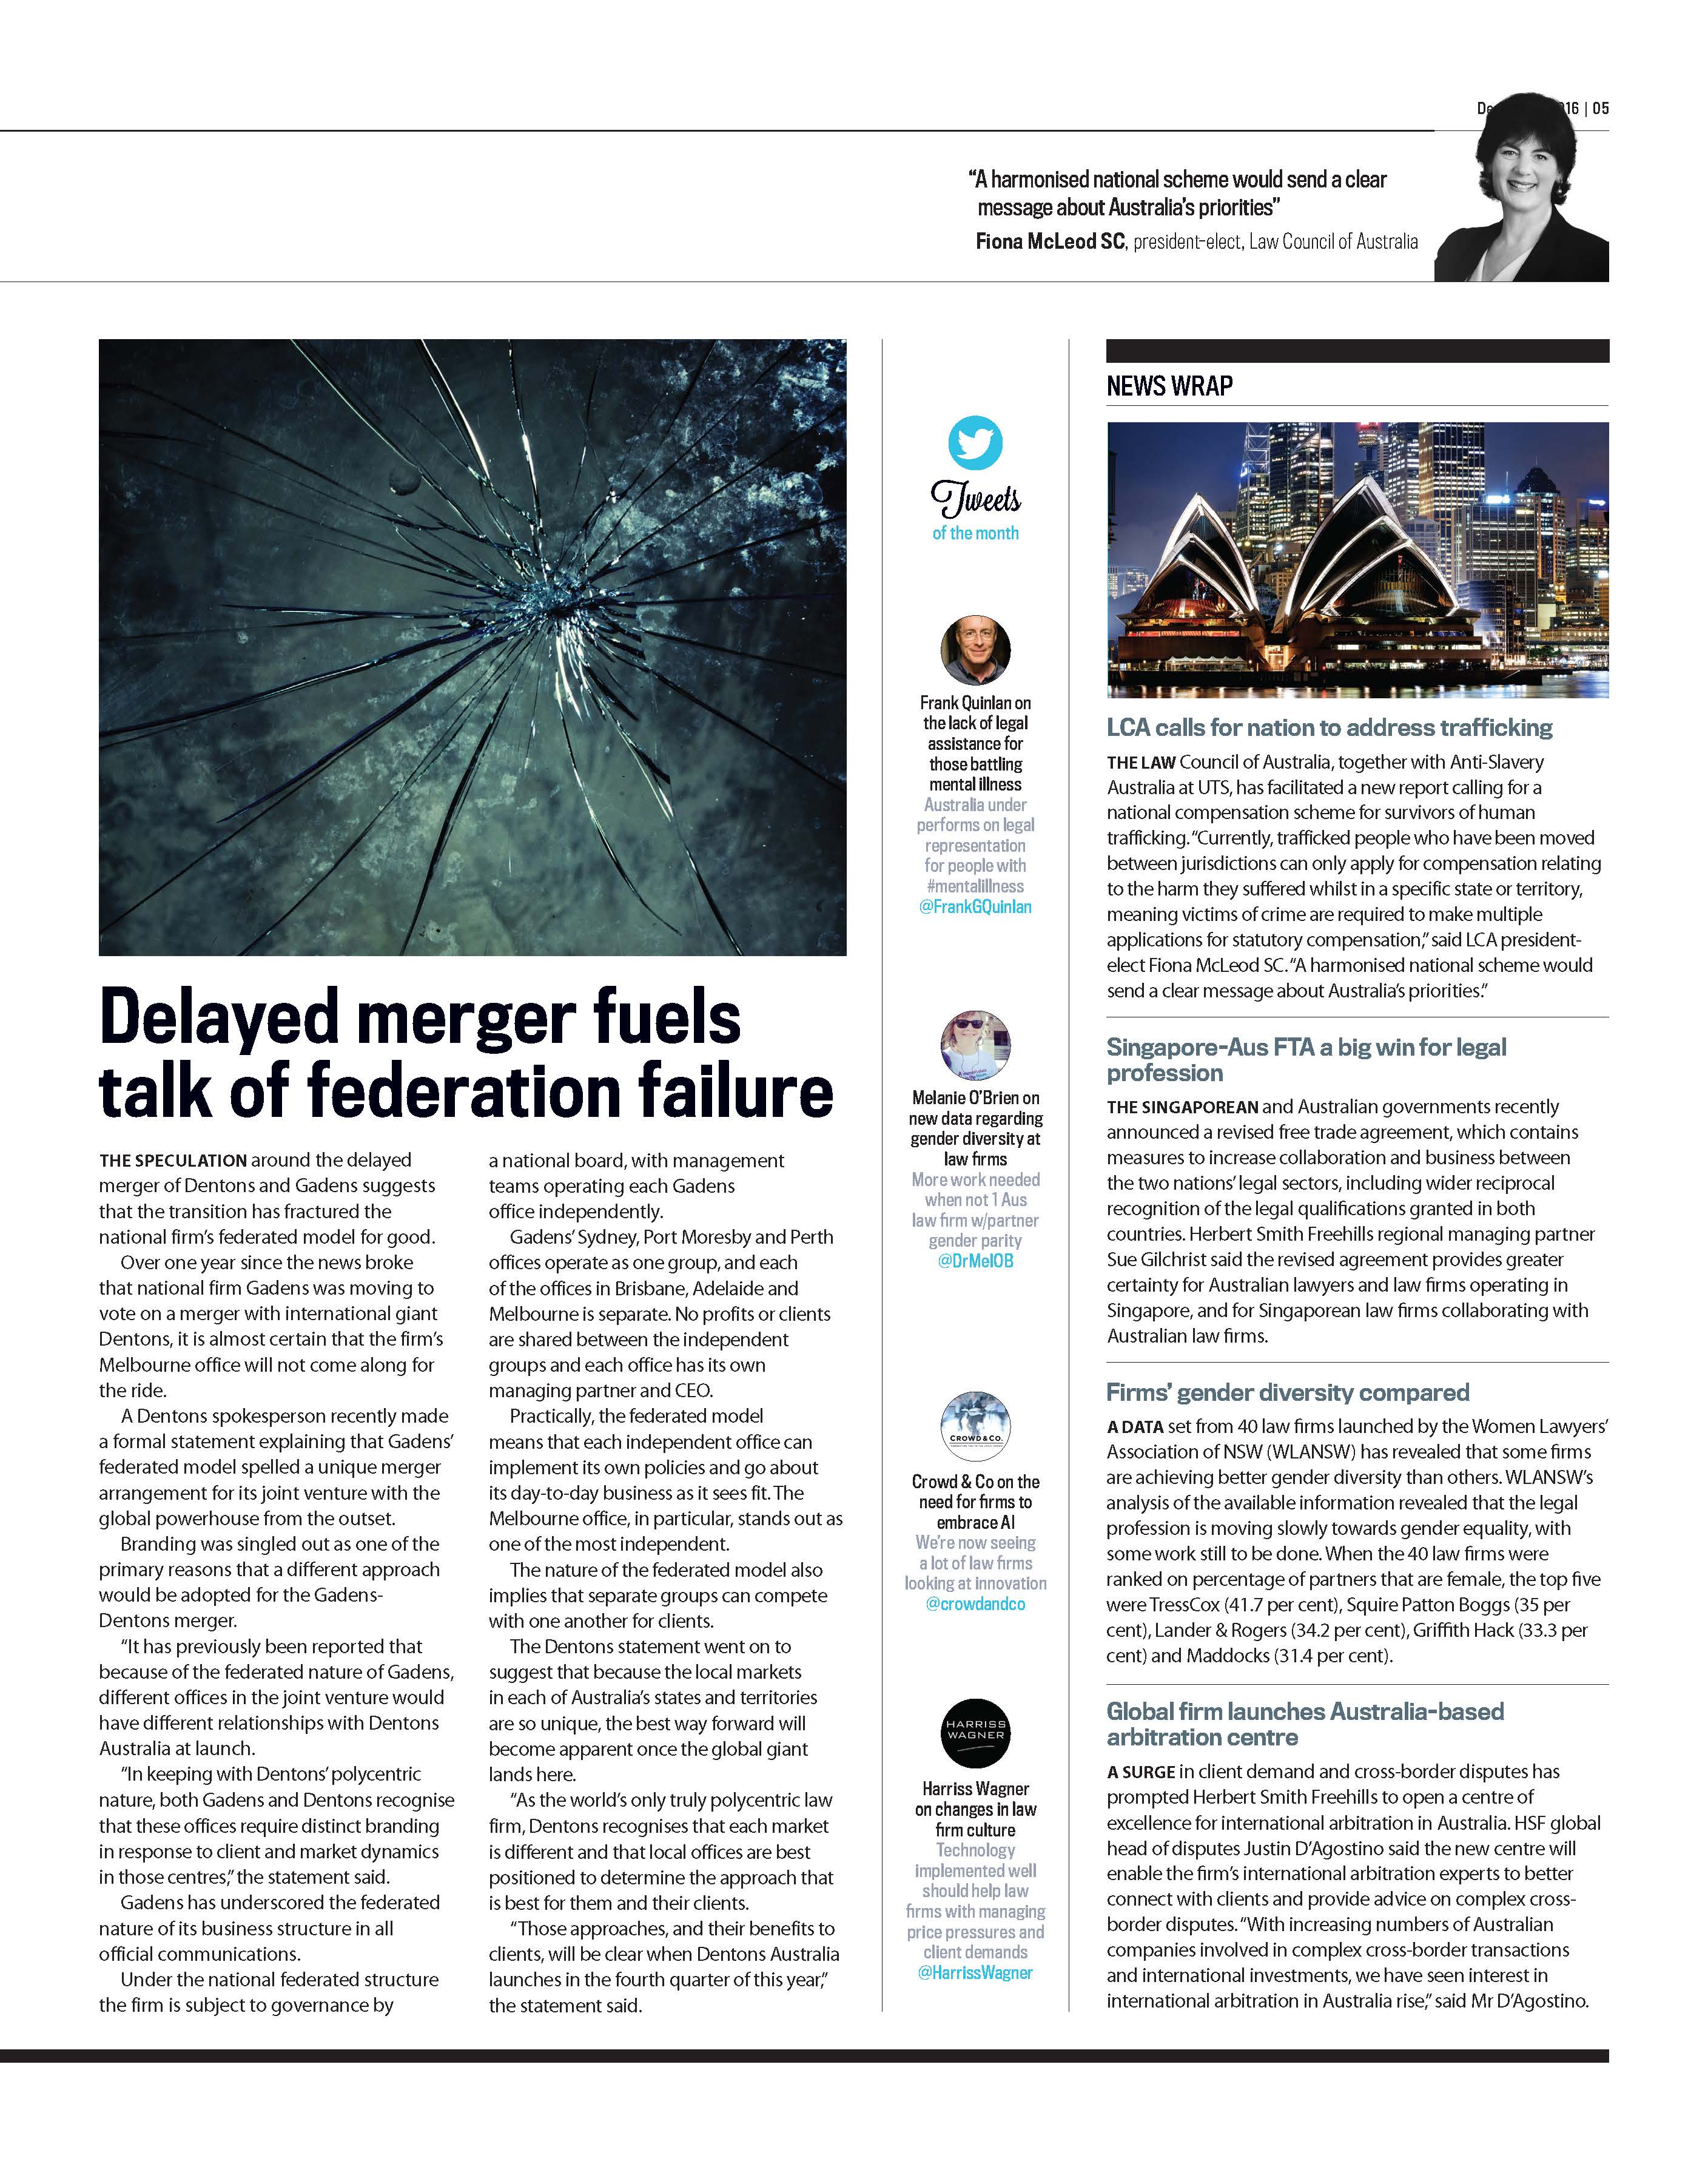 16 | 05
“A harmonised national scheme would send a clear
message about Australia’s priorities”
Fiona McLeod SC, president-elect, Law Council of Australia
Delayed merger fuels
talk of federation failure
THE SPECULATION around the delayed
merger of Dentons and Gadens suggests
that the transition has fractured the
national firm’s federated model for good.
Over one year since the news broke
that national firm Gadens was moving to
vote on a merger with international giant
Dentons, it is almost certain that the firm’s
Melbourne office will not come along for
the ride.
A Dentons spokesperson recently made
a formal statement explaining that Gadens’
federated model spelled a unique merger
arrangement for its joint venture with the
global powerhouse from the outset.
Branding was singled out as one of the
primary reasons that a different approach
would be adopted for the Gadens-
Dentons merger.
“It has previously been reported that
because of the federated nature of Gadens,
different offices in the joint venture would
have different relationships with Dentons
Australia at launch.
“In keeping with Dentons’ polycentric
nature, both Gadens and Dentons recognise
that these offices require distinct branding
in response to client and market dynamics
in those centres,” the statement said.
Gadens has underscored the federated
nature of its business structure in all
official communications.
Under the national federated structure
the firm is subject to governance by
a national board, with management
teams operating each Gadens
office independently.
Gadens’ Sydney, Port Moresby and Perth
offices operate as one group, and each
of the offices in Brisbane, Adelaide and
Melbourne is separate. No profits or clients
are shared between the independent
groups and each office has its own
managing partner and CEO.
Practically, the federated model
means that each independent office can
implement its own policies and go about
its day-to-day business as it sees fit. The
Melbourne office, in particular, stands out as
one of the most independent.
The nature of the federated model also
implies that separate groups can compete
with one another for clients.
The Dentons statement went on to
suggest that because the local markets
in each of Australia’s states and territories
are so unique, the best way forward will
become apparent once the global giant
lands here.
“As the world’s only truly polycentric law
firm, Dentons recognises that each market
is different and that local offices are best
positioned to determine the approach that
is best for them and their clients.
“Those approaches, and their benefits to
clients, will be clear when Dentons Australia
launches in the fourth quarter of this year,”
the statement said.
Tweets
of the month
Frank Quinlan on
the lack of legal
assistance for
those battling
mental illness
Australia under
performs on legal
representation
for people with
#mentalillness
@FrankGQuinlan
Melanie O’Brien on
new data regarding
gender diversity at
law firms
More work needed
when not 1 Aus
law firm w/partner
gender parity
@DrMelOB
CROWD & CO.
Crowd & Co on the
need for firms to
embrace AI
We’re now seeing
a lot of law firms
looking at innovation
@crowdandco
HARRISS
WAGNER
Harriss Wagner
on changes in law
firm culture
Technology
implemented well
should help law
firms with managing
price pressures and
client demands
@HarrissWagner
NEWS WRAP
LCA calls for nation to address trafficking
THE LAW Council of Australia, together with Anti-Slavery
Australia at UTS, has facilitated a new report calling for a
national compensation scheme for survivors of human
trafficking. “Currently, trafficked people who have been moved
between jurisdictions can only apply for compensation relating
to the harm they suffered whilst in a specific state or territory,
meaning victims of crime are required to make multiple
applications for statutory compensation,” said LCA president-
elect Fiona McLeod SC. “A harmonised national scheme would
send a clear message about Australia’s priorities.”
Singapore-Aus FTA a big win for legal
profession
THE SINGAPOREAN and Australian governments recently
announced a revised free trade agreement, which contains
measures to increase collaboration and business between
the two nations’ legal sectors, including wider reciprocal
recognition of the legal qualifications granted in both
countries. Herbert Smith Freehills regional managing partner
Sue Gilchrist said the revised agreement provides greater
certainty for Australian lawyers and law firms operating in
Singapore, and for Singaporean law firms collaborating with
Australian law firms.
Firms’ gender diversity compared
A DATA set from 40 law firms launched by the Women Lawyers’
Association of NSW (WLANSW) has revealed that some firms
are achieving better gender diversity than others. WLANSW’s
analysis of the available information revealed that the legal
profession is moving slowly towards gender equality, with
some work still to be done. When the 40 law firms were
ranked on percentage of partners that are female, the top five
were TressCox (41.7 per cent), Squire Patton Boggs (35 per
cent), Lander & Rogers (34.2 per cent), Griffith Hack (33.3 per
cent) and Maddocks (31.4 per cent).
Global firm launches Australia-based
arbitration centre
A SURGE in client demand and cross-border disputes has
prompted Herbert Smith Freehills to open a centre of
excellence for international arbitration in Australia. HSF global
head of disputes Justin D’Agostino said the new centre will
enable the firm’s international arbitration experts to better
connect with clients and provide advice on complex cross-
border disputes. “With increasing numbers of Australian
companies involved in complex cross-border transactions
and international investments, we have seen interest in
international arbitration in Australia rise,” said Mr D’Agostino.